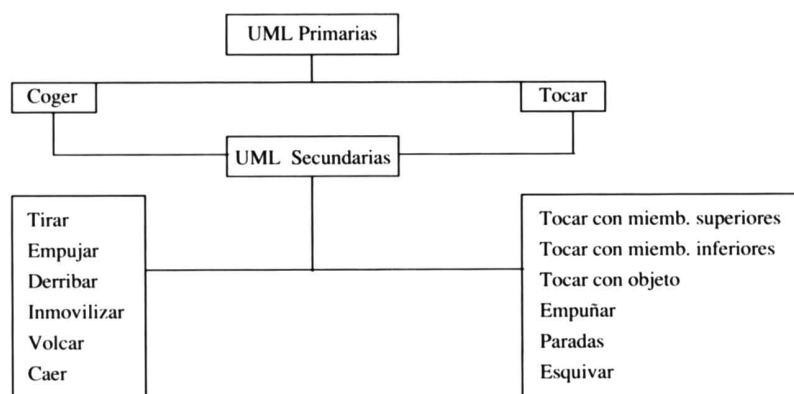 UML Primarias
Coger
Tocar
UML Secundarias
Tirar
Empujar
Derribar
Inmovilizar
Volcar
Caer
Tocar con miemb. superiores
Tocar con miemb. inferiores
Tocar con objeto
Empuñar
Paradas
Esquivar